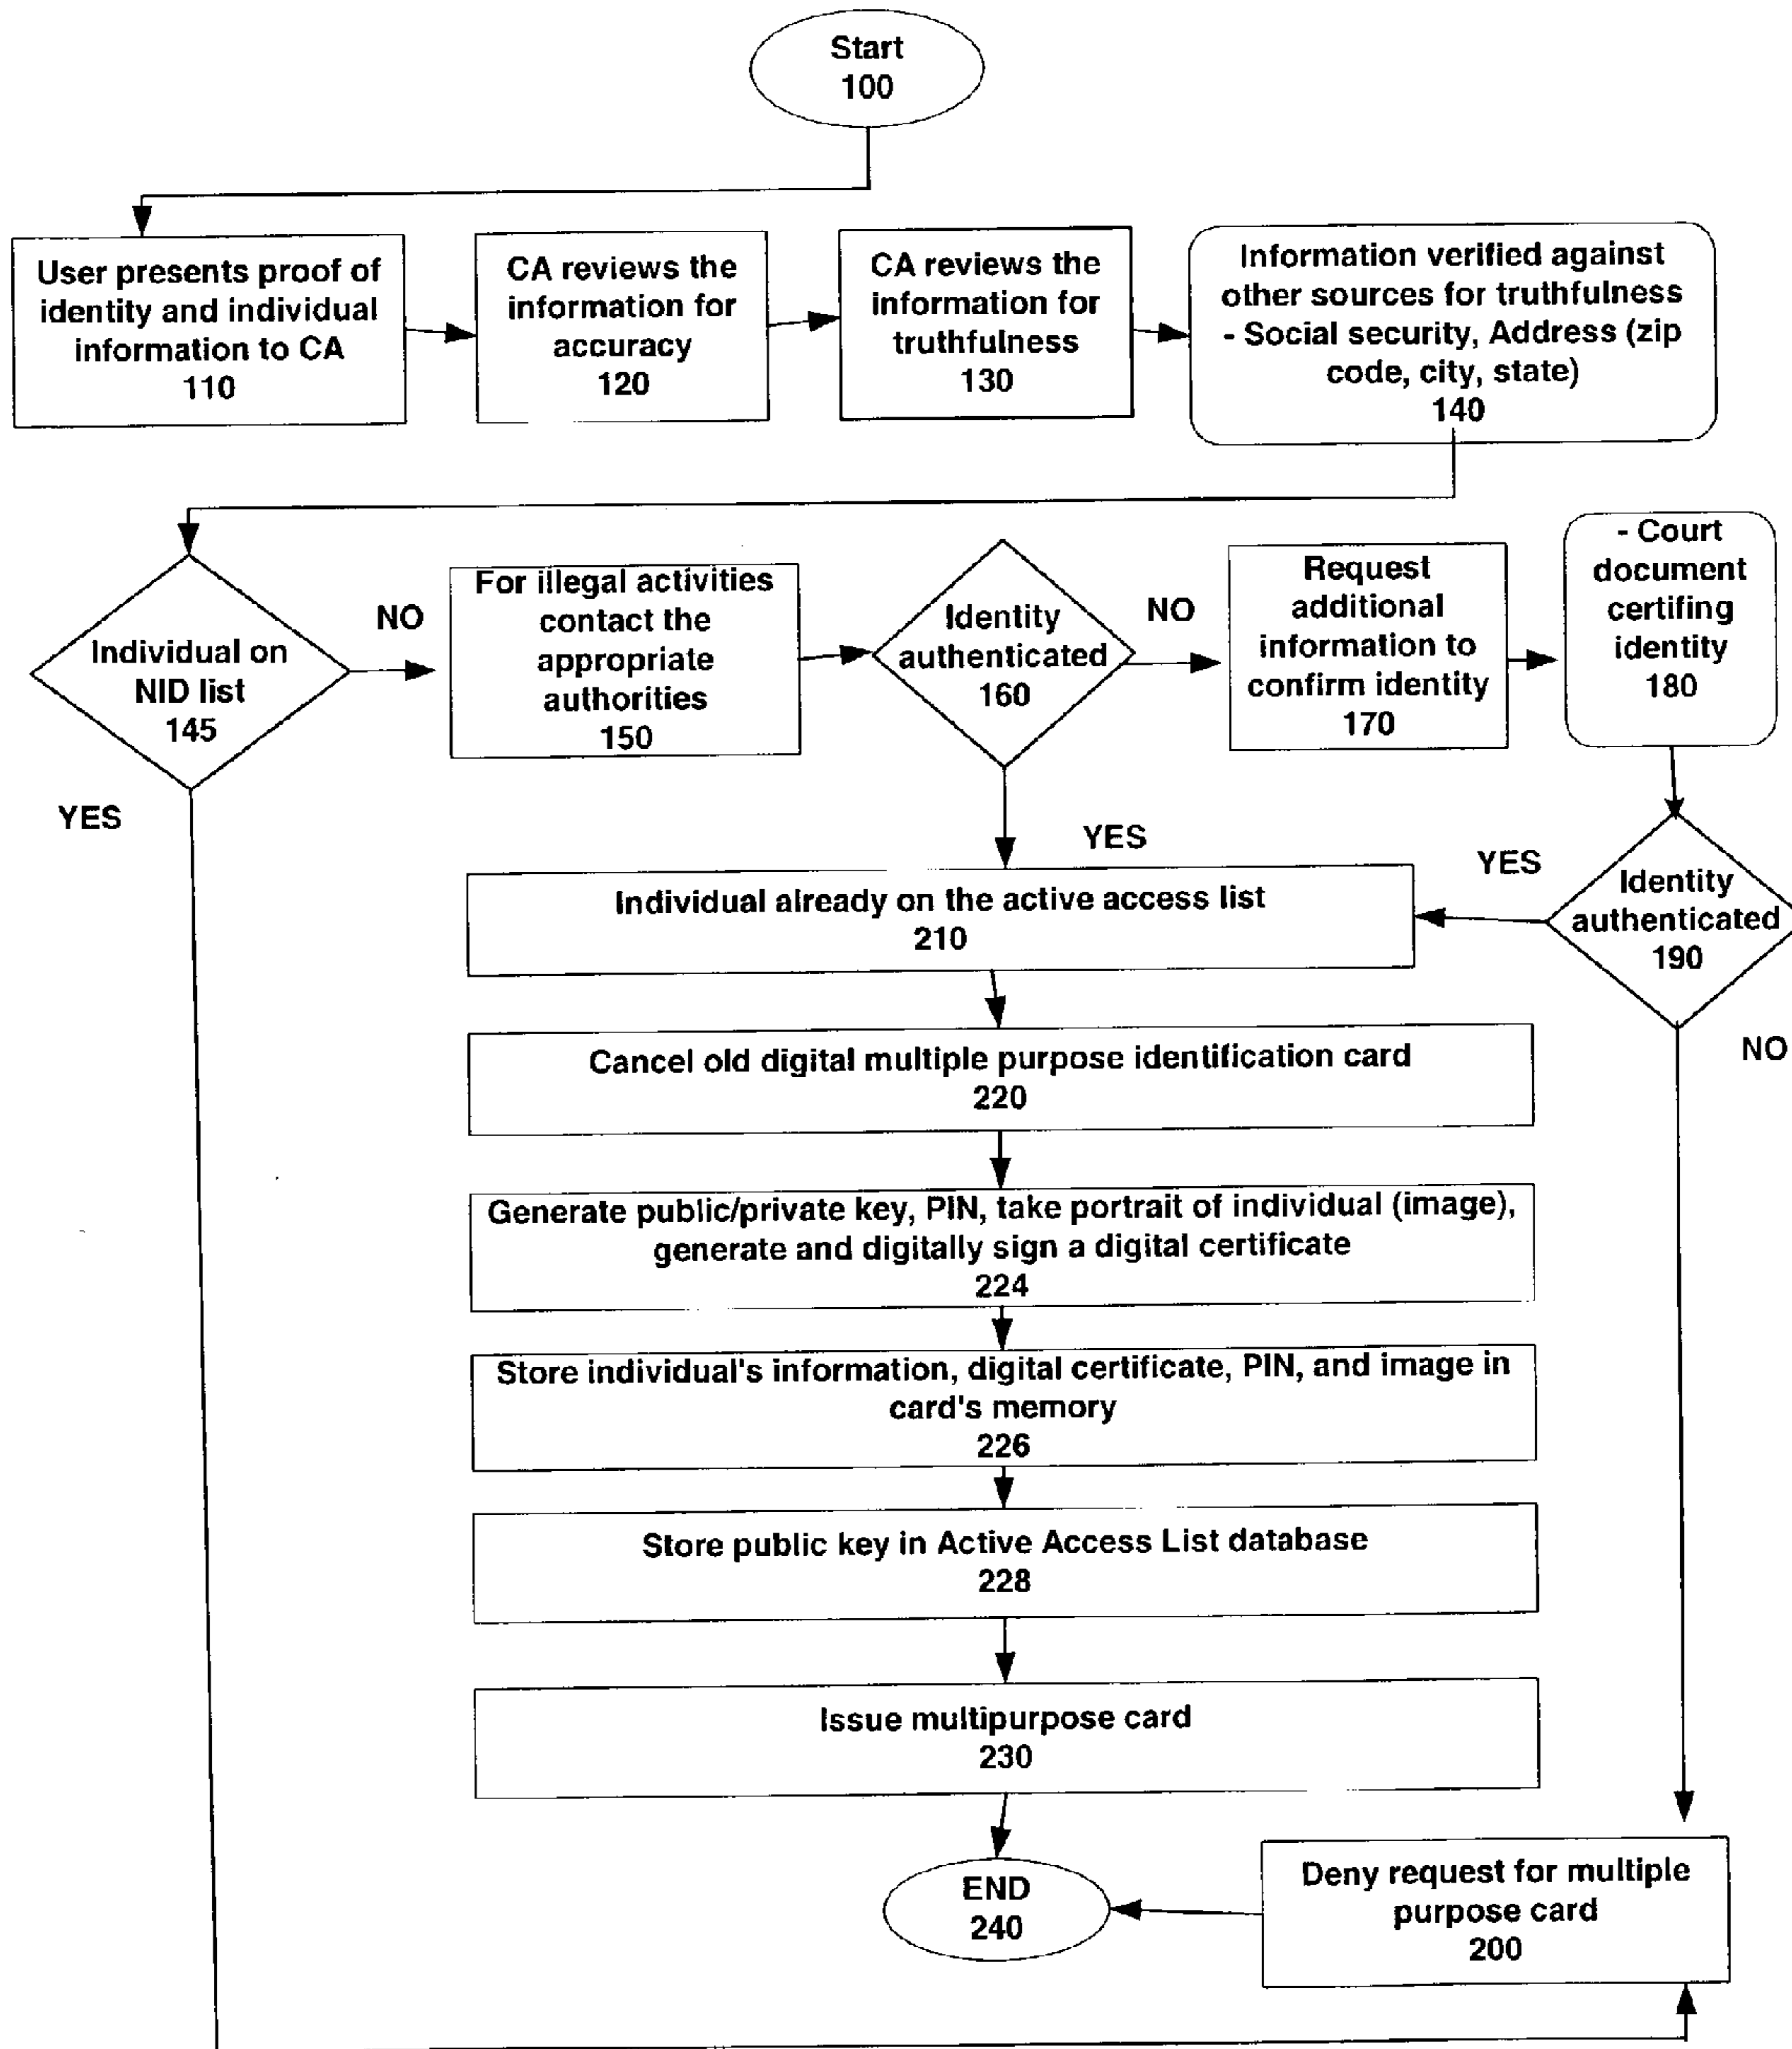 Start
100
User presents proof of
identity and individual
information to CA
110
CA reviews the
information for
accuracy
120
CA reviews the
information for
truthfulness
130
Information verified against
other sources for truthfulness
- Social security, Address (zip
code, city, state)
140
Individual on
NID list
145
NO
YES
For illegal activities
contact the
appropriate
authorities
150
Identity
authenticated
160
NO
YES
Request
additional
information to
confirm identity
170
- Court
document
certifing
identity
180
Identity
authenticated
190
YES
NO
Individual already on the active access list
210
Cancel old digital multiple purpose identification card
220
Generate public/private key, PIN, take portrait of individual (image),
generate and digitally sign a digital certificate
224
Store individual's information, digital certificate, PIN, and image in
card's memory
226
Store public key in Active Access List database
228
Issue multipurpose card
230
END
240
Deny request for multiple
purpose card
200